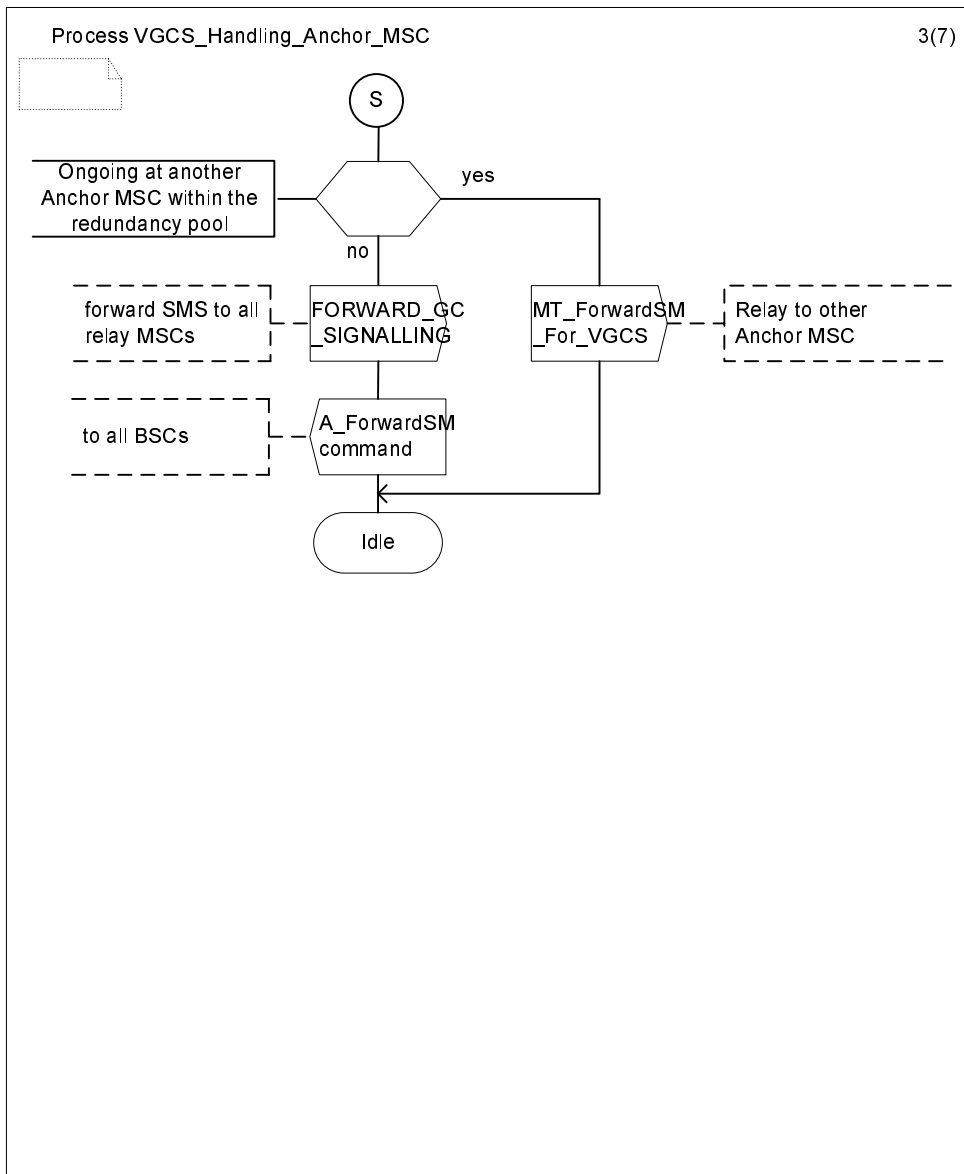 Process VGCS_Handling_Anchor_MSC
3(7)
S
Ongoing at another
Anchor MSC within the
redundancy pool
yes
no
forward SMS to all
relay MSCs
FORWARD_GC
_SIGNALLING
MT_ForwardSM
_For_VGCS
Relay to other
Anchor MSC
to all BSCs
A_ForwardSM
command
Idle